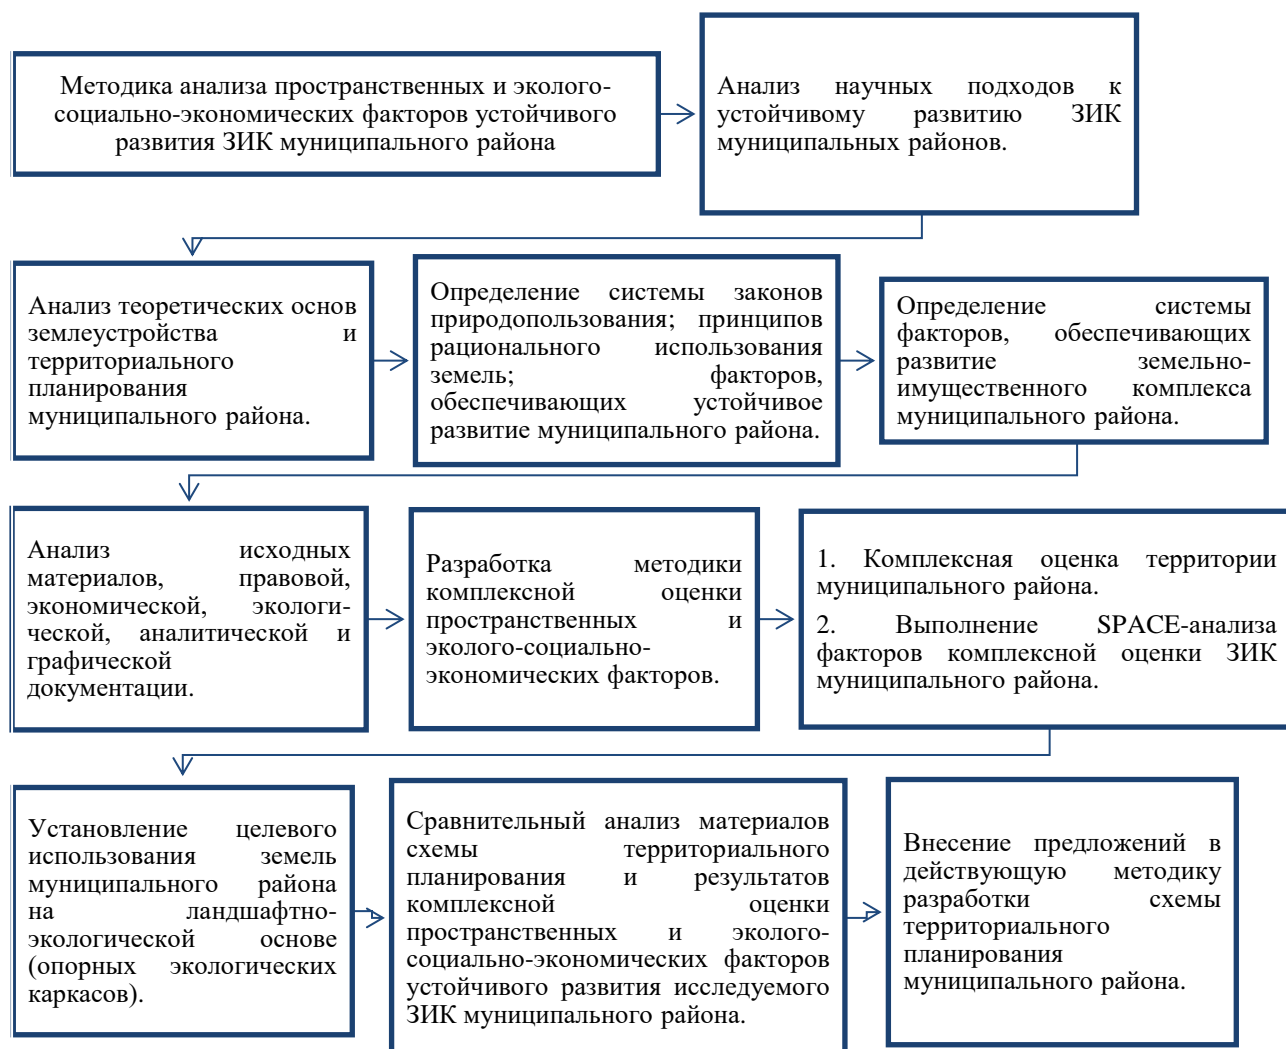 Методика анализа пространственных и эколого-
социально-экономических факторов устойчивого
развития ЗИК муниципального района
Анализ научных подходов к
устойчивому развитию ЗИК
муниципальных районов.
Анализ теоретических основ
землеустройства и
территориального
планирования
муниципального района.
Определение системы законов
природопользования; принципов
рационального использования
земель; факторов,
обеспечивающих устойчивое
развитие муниципального района.
Определение системы
факторов, обеспечивающих
развитие земельно-
имущественного комплекса
муниципального района.
Анализ исходных
материалов, правовой,
экономической, экологи-
ческой, аналитической и
графической
документации.
Разработка методики
комплексной оценки
пространственных и
эколого-социально-
экономических факторов.
1. Комплексная оценка территории
муниципального района.
2. Выполнение SPACE-анализа
факторов комплексной оценки ЗИК
муниципального района.
Установление целевого
использования земель
муниципального района
на ландшафтно-
экологической основе
(опорных экологических
каркасов).
Сравнительный анализ материалов
схемы территориального
планирования и результатов
комплексной оценки
пространственных и эколого-
социально-экономических факторов
устойчивого развития исследуемого
ЗИК муниципального района.
Внесение предложений в
действующую методику
разработки схемы
территориального
планирования
муниципального района.